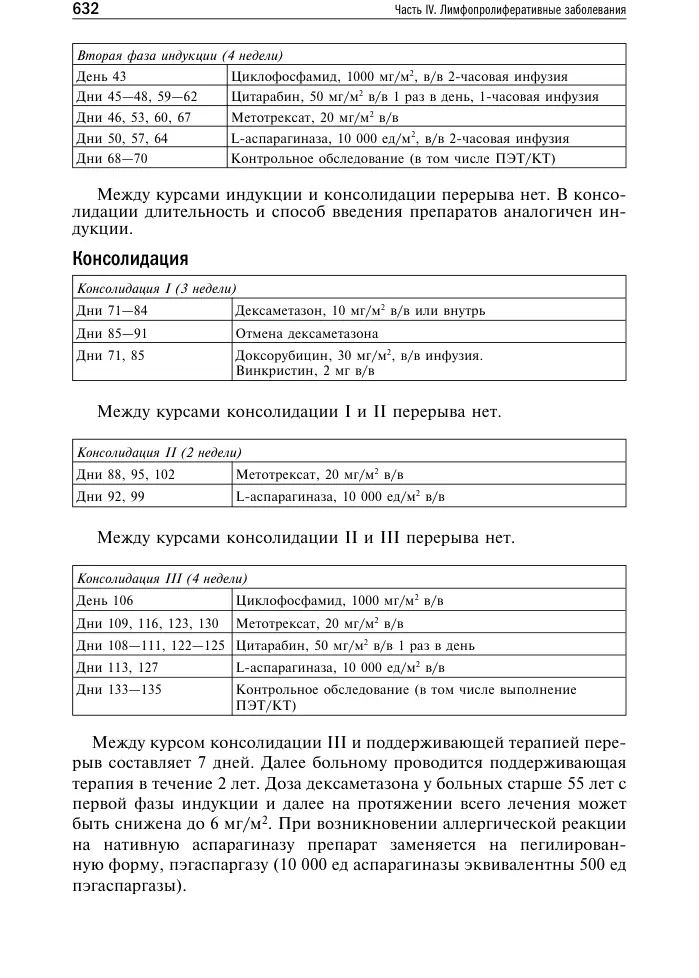 632
Часть IV. Лимфопролиферативные заболевания
Вторая фаза индукции (4 недели)
День 43 Циклофосфамид, 1000 мг/м², в/в 2-часовая инфузия
Дни 45—48, 59—62 Цитарабин, 50 мг/м² в/в 1 раз в день, 1-часовая инфузия
Дни 46, 53, 60, 67 Метотрексат, 20 мг/м² в/в
Дни 50, 57, 64 L-аспарагиназа, 10 000 ед/м², в/в 2-часовая инфузия
Дни 68—70 Контрольное обследование (в том числе ПЭТ/КТ)
Между курсами индукции и консолидации перерыва нет. В консо-
лидации длительность и способ введения препаратов аналогичен ин-
дукции.
Консолидация
Консолидация I (3 недели)
Дни 71—84 Дексаметазон, 10 мг/м² в/в или внутрь
Дни 85—91 Отмена дексаметазона
Дни 71, 85 Доксорубицин, 30 мг/м², в/в инфузия.
Винкристин, 2 мг в/в
Между курсами консолидации I и II перерыва нет.
Консолидация II (2 недели)
Дни 88, 95, 102 Метотрексат, 20 мг/м² в/в
Дни 92, 99 L-аспарагиназа, 10 000 ед/м² в/в
Между курсами консолидации II и III перерыва нет.
Консолидация III (4 недели)
День 106 Циклофосфамид, 1000 мг/м² в/в
Дни 109, 116, 123, 130 Метотрексат, 20 мг/м² в/в
Дни 108—111, 122—125 Цитарабин, 50 мг/м² в/в 1 раз в день
Дни 113, 127 L-аспарагиназа, 10 000 ед/м² в/в
Дни 133—135 Контрольное обследование (в том числе выполнение
ПЭТ/КТ)
Между курсом консолидации III и поддерживающей терапией пере-
рыв составляет 7 дней. Далее больному проводится поддерживающая
терапия в течение 2 лет. Доза дексаметазона у больных старше 55 лет с
первой фазы индукции и далее на протяжении всего лечения может
быть снижена до 6 мг/м². При возникновении аллергической реакции
на нативную аспарагиназу препарат заменяется на пегилирован-
ную форму, пэгаспаргазу (10 000 ед аспарагиназы эквивалентны 500 ед
пэгаспаргазы).